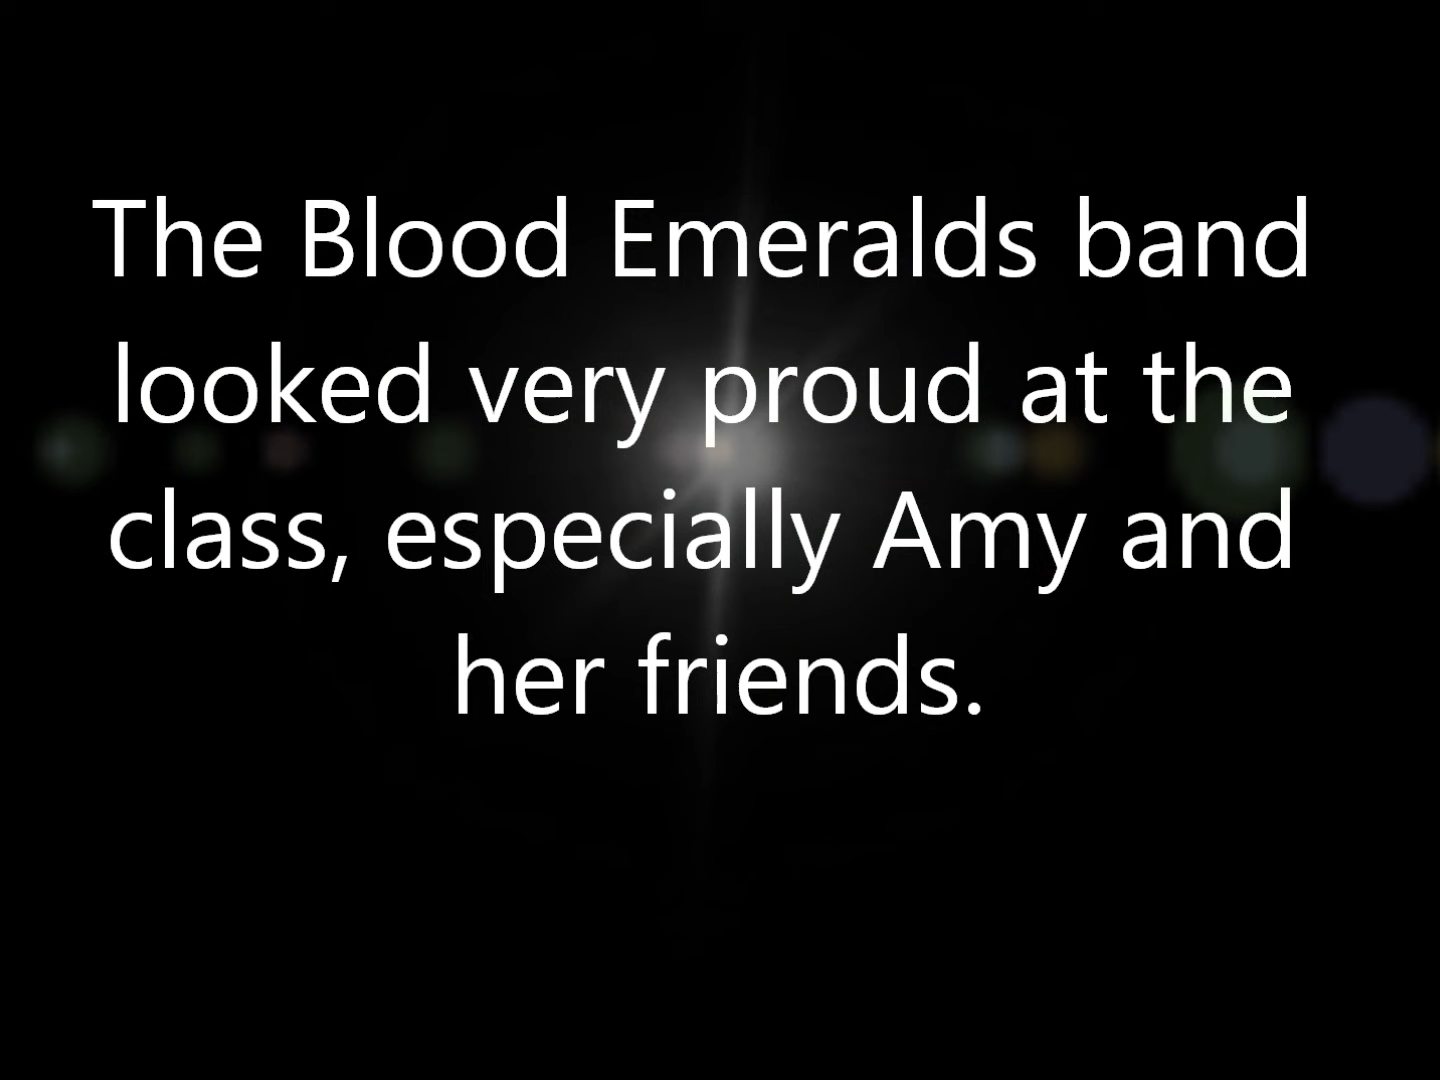 The Blood Emeralds band
looked very proud at the
class, especially Amy and
her friends.